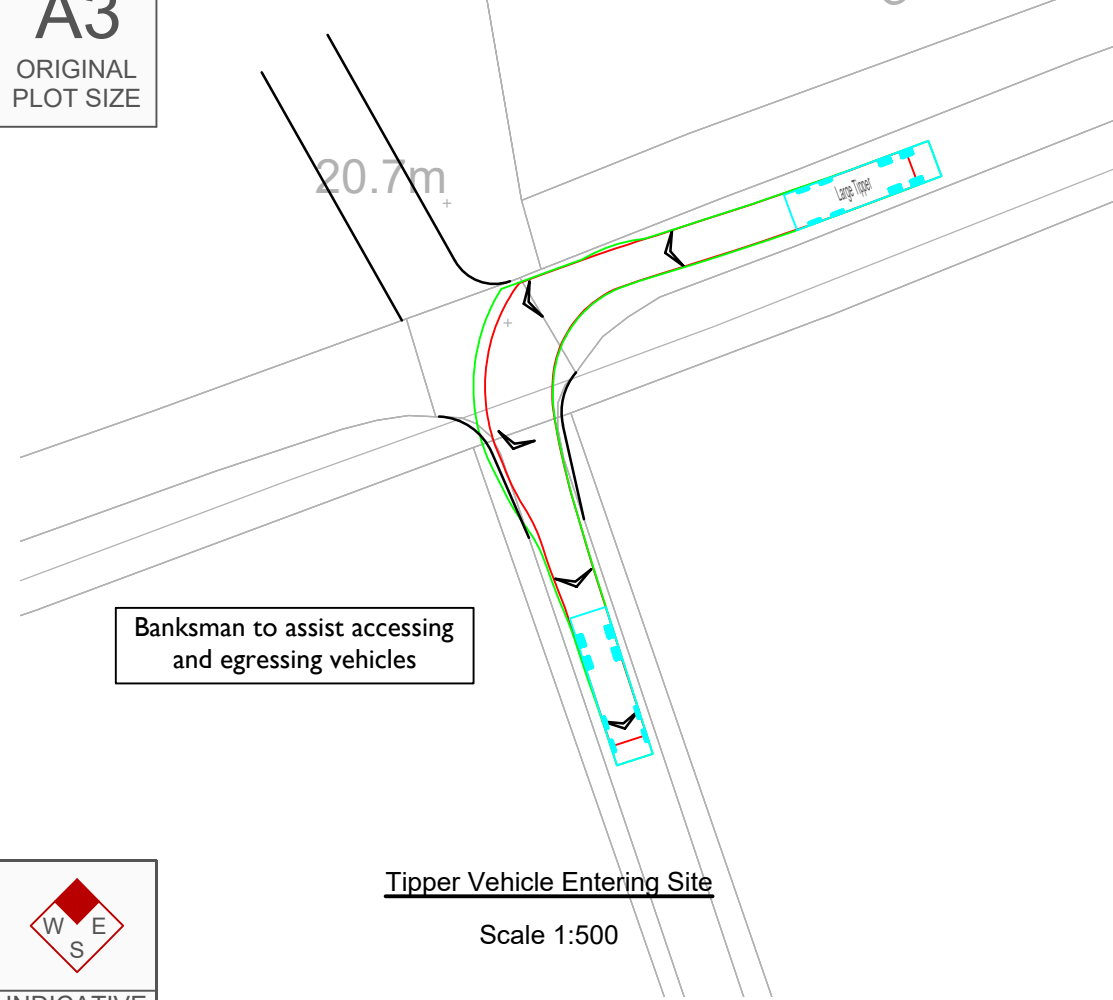 A3
ORIGINAL
PLOT SIZE
20.7m
Large Tipper
Banksman to assist accessing
and egressing vehicles
Tipper Vehicle Entering Site
Scale 1:500
W E
S
INDICATIVE